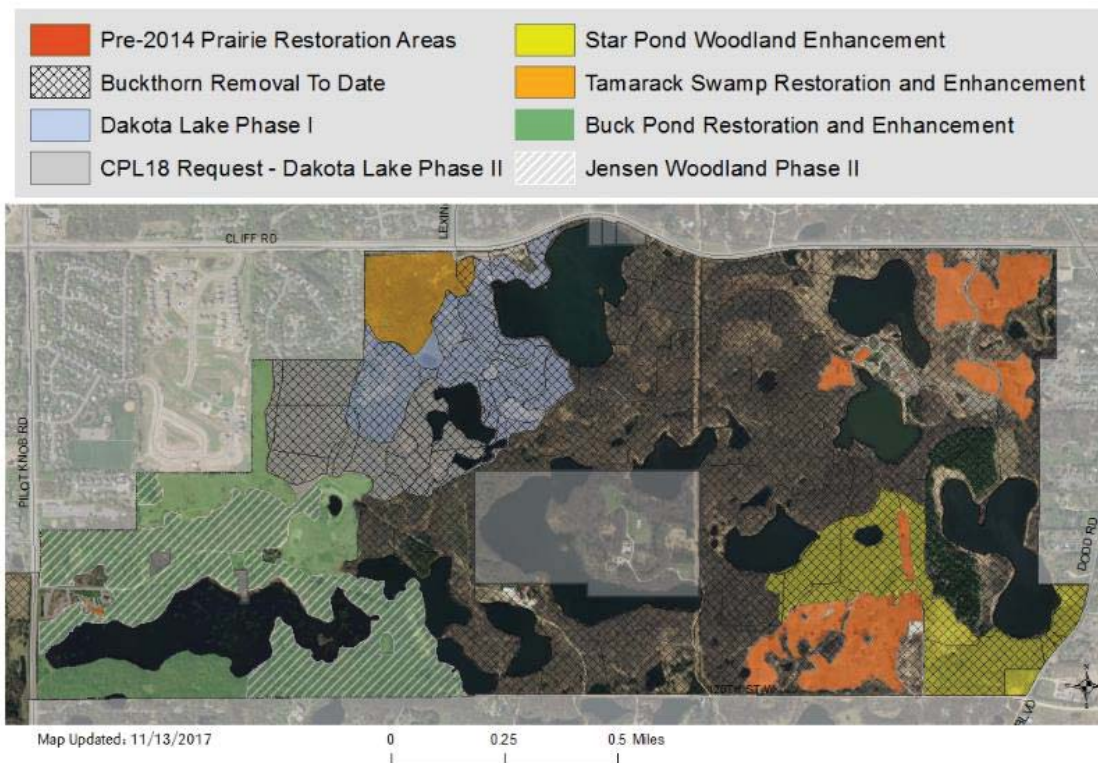 Pre-2014 Prairie Restoration Areas
Buckthorn Removal To Date
Dakota Lake Phase I
CPL18 Request - Dakota Lake Phase II
Star Pond Woodland Enhancement
Tamarack Swamp Restoration and Enhancement
Buck Pond Restoration and Enhancement
Jensen Woodland Phase II
CLIFF RD
LEXIN
PILOT KNOB RD
DODD RD
BLVD
Map Updated: 11/13/2017
0 0.25 0.5 Miles